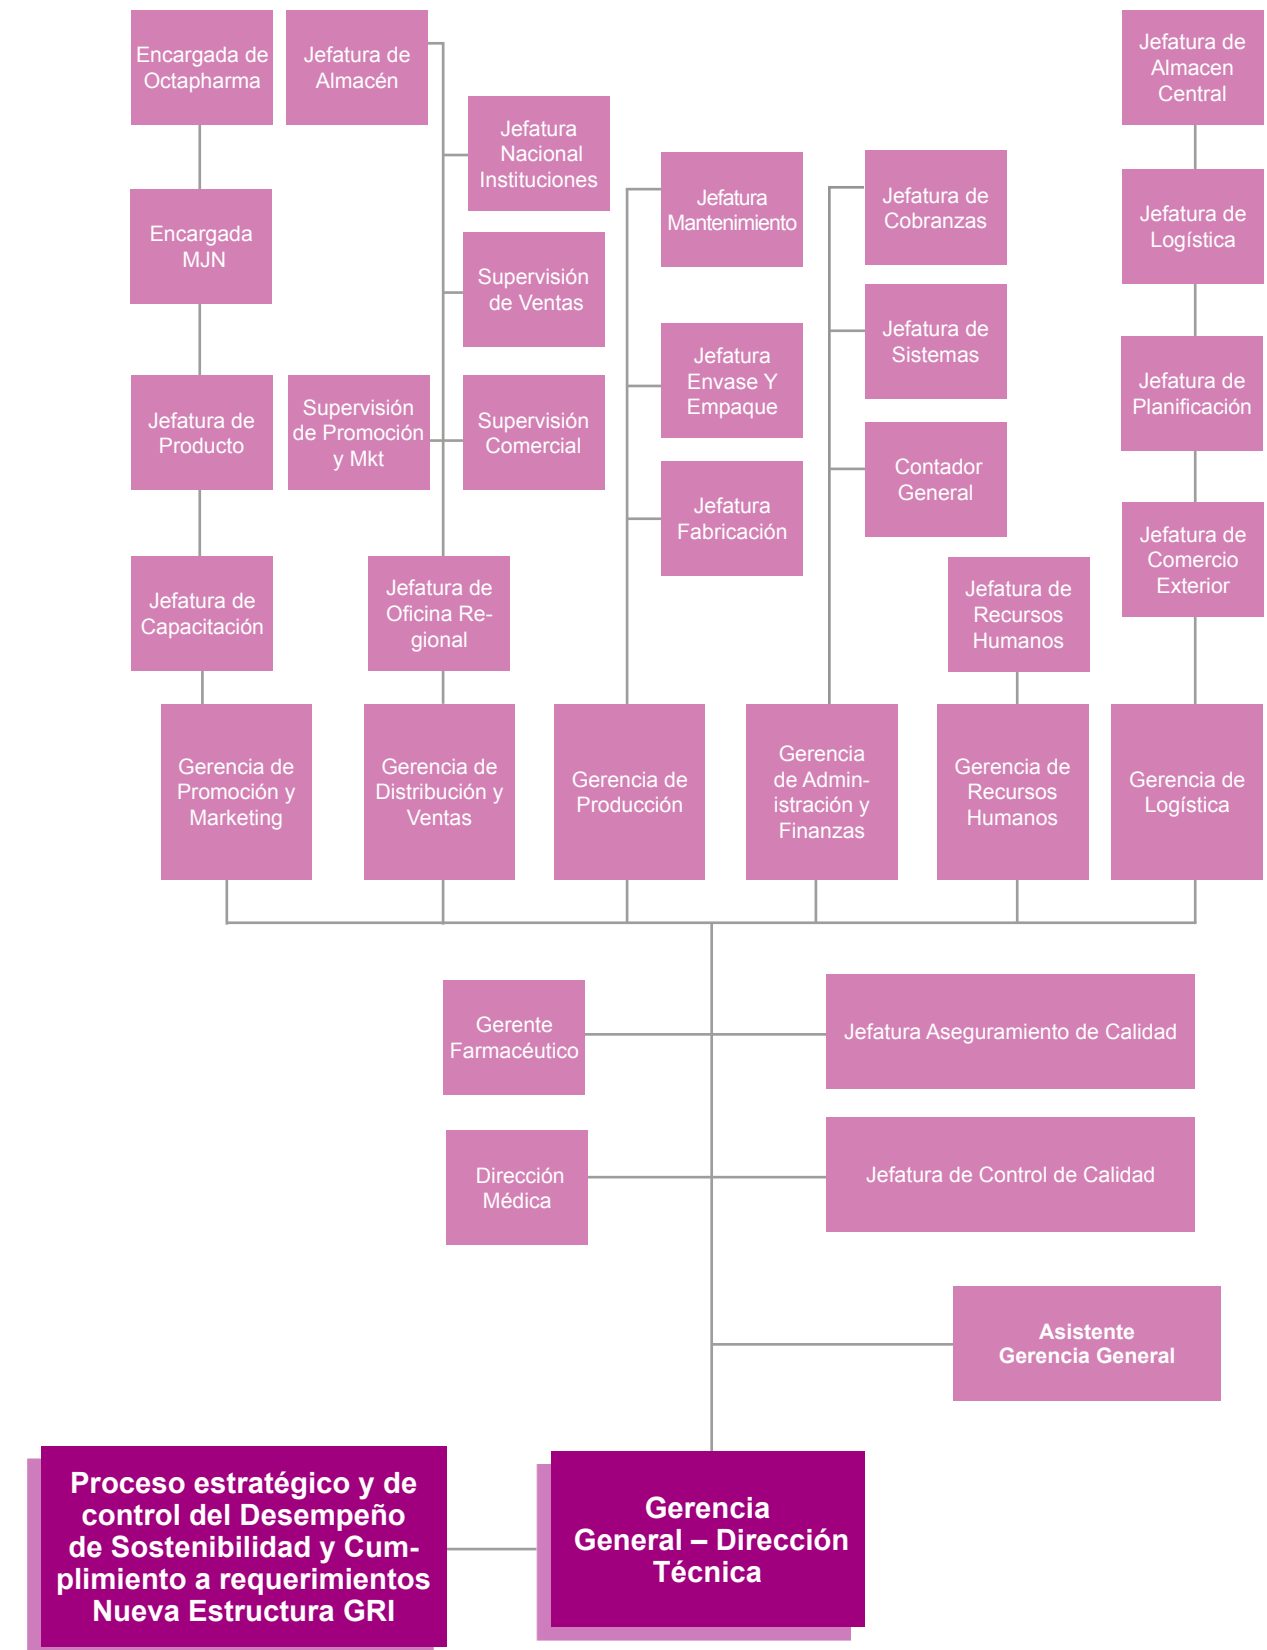 Encargada de
Octapharma
Jefatura de
Almacén
Jefatura de
Almacen
Central
Jefatura
Nacional
Instituciones
Jefatura
Mantenimiento
Jefatura de
Cobranzas
Jefatura de
Logística
Encargada
MJN
Supervisión
de Ventas
Jefatura
Envase Y
Empaque
Jefatura de
Sistemas
Jefatura de
Planificación
Jefatura de
Producto
Supervisión
de Promoción
y Mkt
Supervisión
Comercial
Contador
General
Jefatura
Fabricación
Jefatura de
Comercio
Exterior
Jefatura de
Capacitación
Jefatura de
Oficina Re-
gional
Jefatura de
Recursos
Humanos
Gerencia de
Promoción y
Marketing
Gerencia de
Distribución y
Ventas
Gerencia de
Producción
Gerencia
de Admin-
istración y
Finanzas
Gerencia de
Recursos
Humanos
Gerencia de
Logística
Gerente
Farmacéutico
Jefatura Aseguramiento de Calidad
Dirección
Médica
Jefatura de Control de Calidad
Asistente
Gerencia General
Proceso estratégico y de
control del Desempeño
de Sostenibilidad y Cum-
plimiento a requerimientos
Nueva Estructura GRI
Gerencia
General – Dirección
Técnica